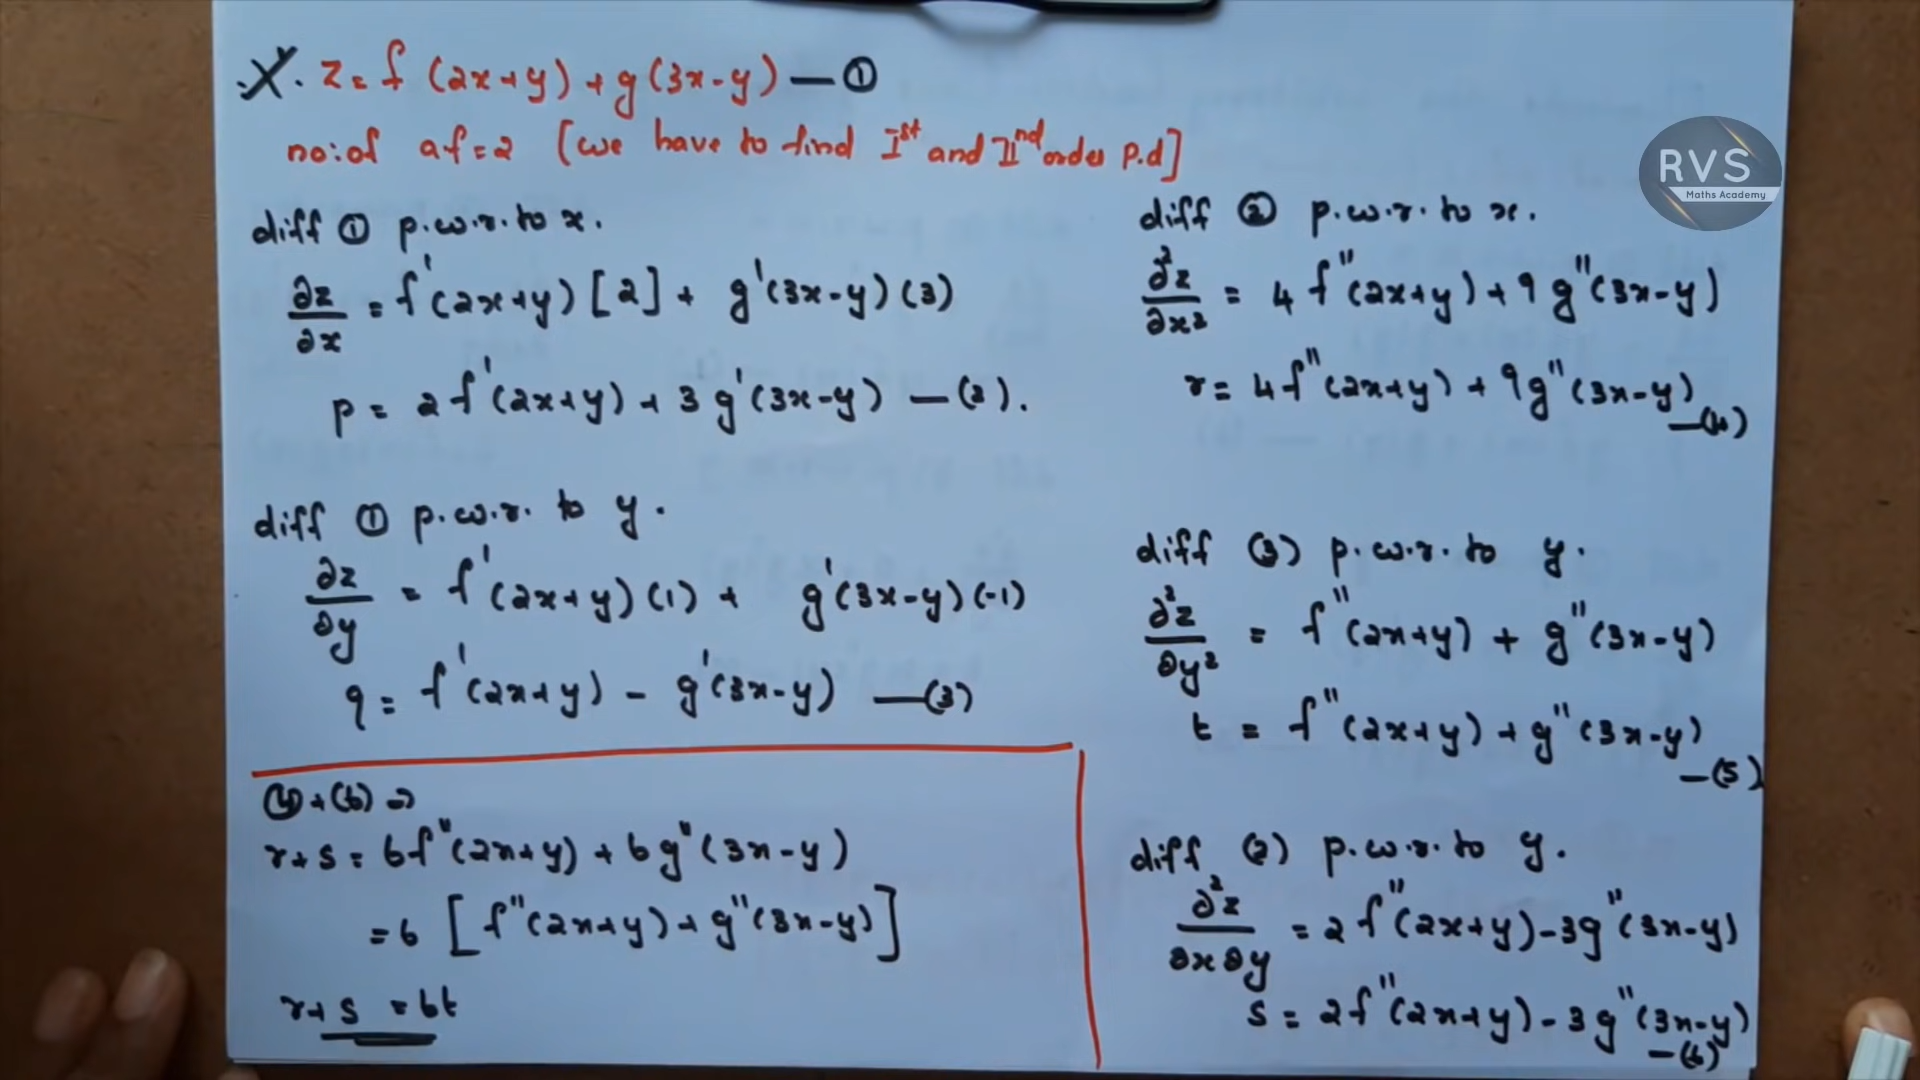 X. z = f (2x+y) + g (3x-y) — ①
no:of af = 2 [we have to find Ist and IInd order p.d]
diff ① p.w.r. to x.
∂z/∂x = f'(2x+y) [2] + g'(3x-y) (3)
p = 2f'(2x+y) + 3g'(3x-y) — (2).
diff ① p.w.r. to y.
∂z/∂y = f'(2x+y) (1) + g'(3x-y) (-1)
q = f'(2x+y) - g'(3x-y) — (3)
④ + (6) ⇒
r+s = 6f''(2x+y) + 6g''(3x-y)
= 6 [f''(2x+y) + g''(3x-y)]
r+s = 6t
diff ② p.w.r. to x.
∂²z/∂x² = 4f''(2x+y) + 9g''(3x-y)
r = 4f''(2x+y) + 9g''(3x-y)
— (4)
diff (3) p.w.r. to y.
∂²z/∂y² = f''(2x+y) + g''(3x-y)
t = f''(2x+y) + g''(3x-y)
— (5)
diff (2) p.w.r. to y.
∂²z/∂x∂y = 2f''(2x+y) - 3g''(3x-y)
s = 2f''(2x+y) - 3g''(3x-y)
— (6)
RVS
Maths Academy